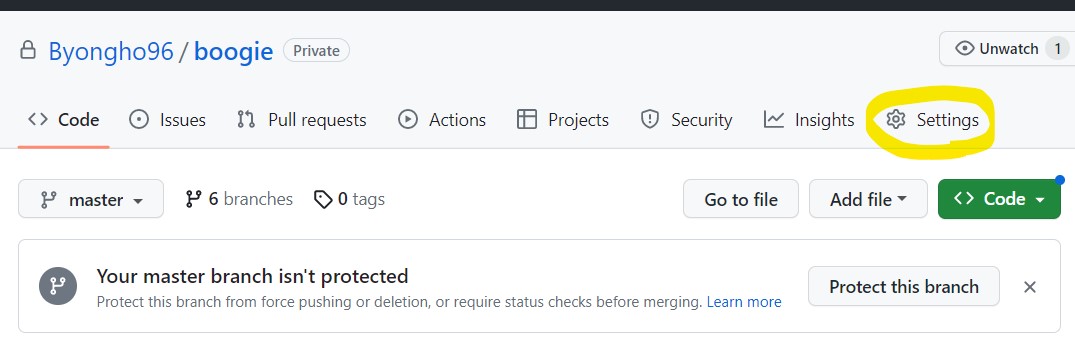 Byongho96 / boogie Private Unwatch 1
Code Issues Pull requests Actions Projects Security Insights Settings
master 6 branches 0 tags Go to file Add file Code
Your master branch isn't protected
Protect this branch from force pushing or deletion, or require status checks before merging. Learn more
Protect this branch